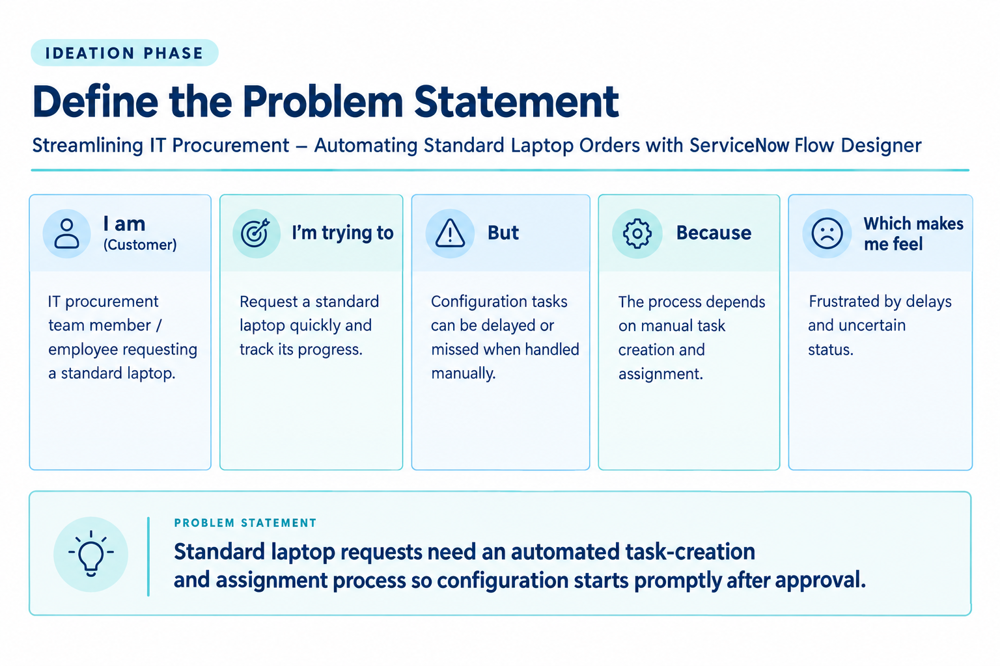 IDEATION PHASE
Define the Problem Statement
Streamlining IT Procurement – Automating Standard Laptop Orders with ServiceNow Flow Designer
I am
(Customer)
IT procurement
team member /
employee requesting
a standard laptop.
I'm trying to
Request a standard
laptop quickly and
track its progress.
But
Configuration tasks
can be delayed or
missed when handled
manually.
Because
The process depends
on manual task
creation and
assignment.
Which makes
me feel
Frustrated by delays
and uncertain
status.
PROBLEM STATEMENT
Standard laptop requests need an automated task-creation
and assignment process so configuration starts promptly after approval.